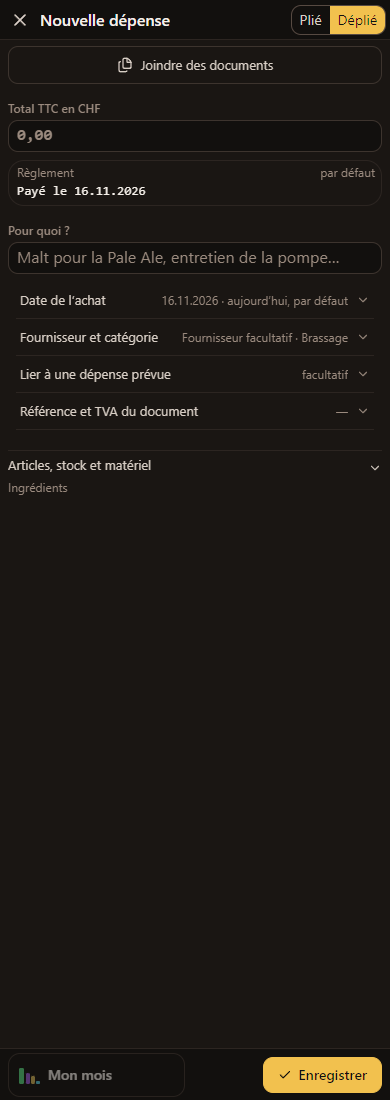 Nouvelle dépense
Plié Déplié
Joindre des documents
Total TTC en CHF
0,00
Règlement par défaut
Payé le 16.11.2026
Pour quoi ?
Malt pour la Pale Ale, entretien de la pompe…
Date de l’achat 16.11.2026 · aujourd’hui, par défaut
Fournisseur et catégorie Fournisseur facultatif · Brassage
Lier à une dépense prévue facultatif
Référence et TVA du document —
Articles, stock et matériel
Ingrédients
Mon mois
Enregistrer